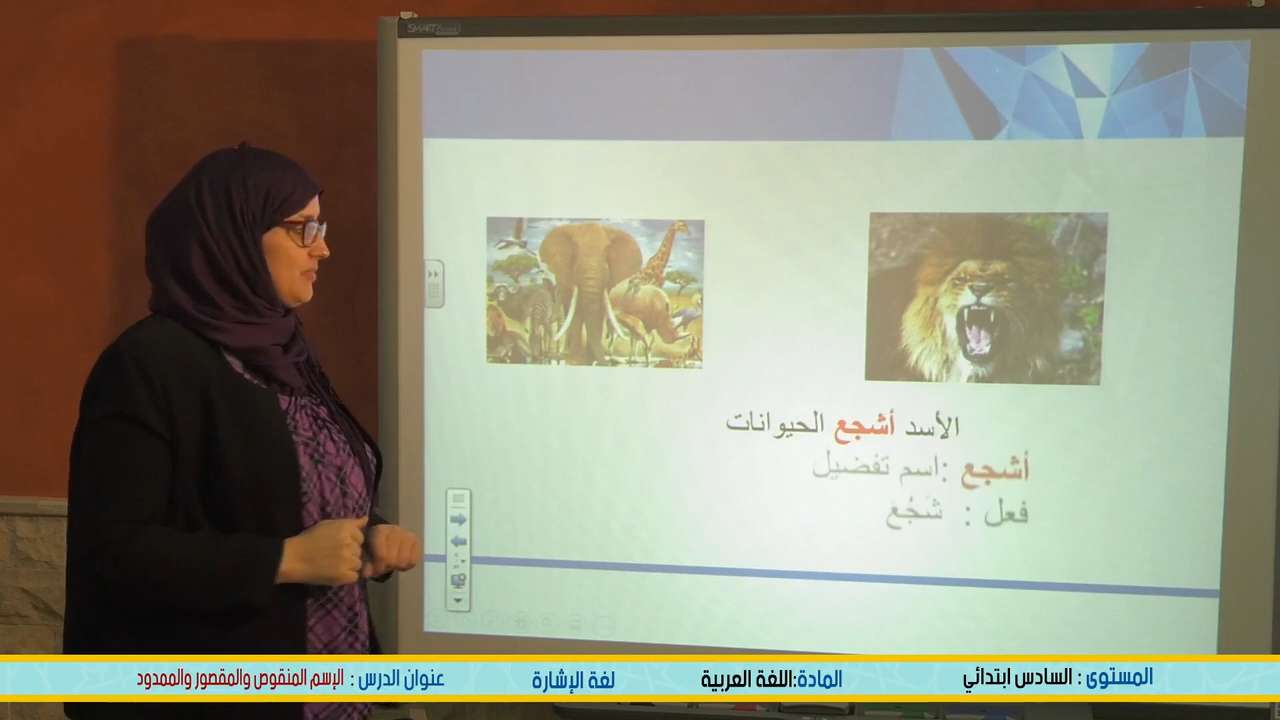 SMART
الأسد أشجع الحيوانات
أشجع :اسم تفضيل
فعل : شَجُعَ
المستوى : السادس ابتدائي
المادة:اللغة العربية
لغة الإشارة
عنوان الدرس : الإسم المنقوص والمقصور والممدود